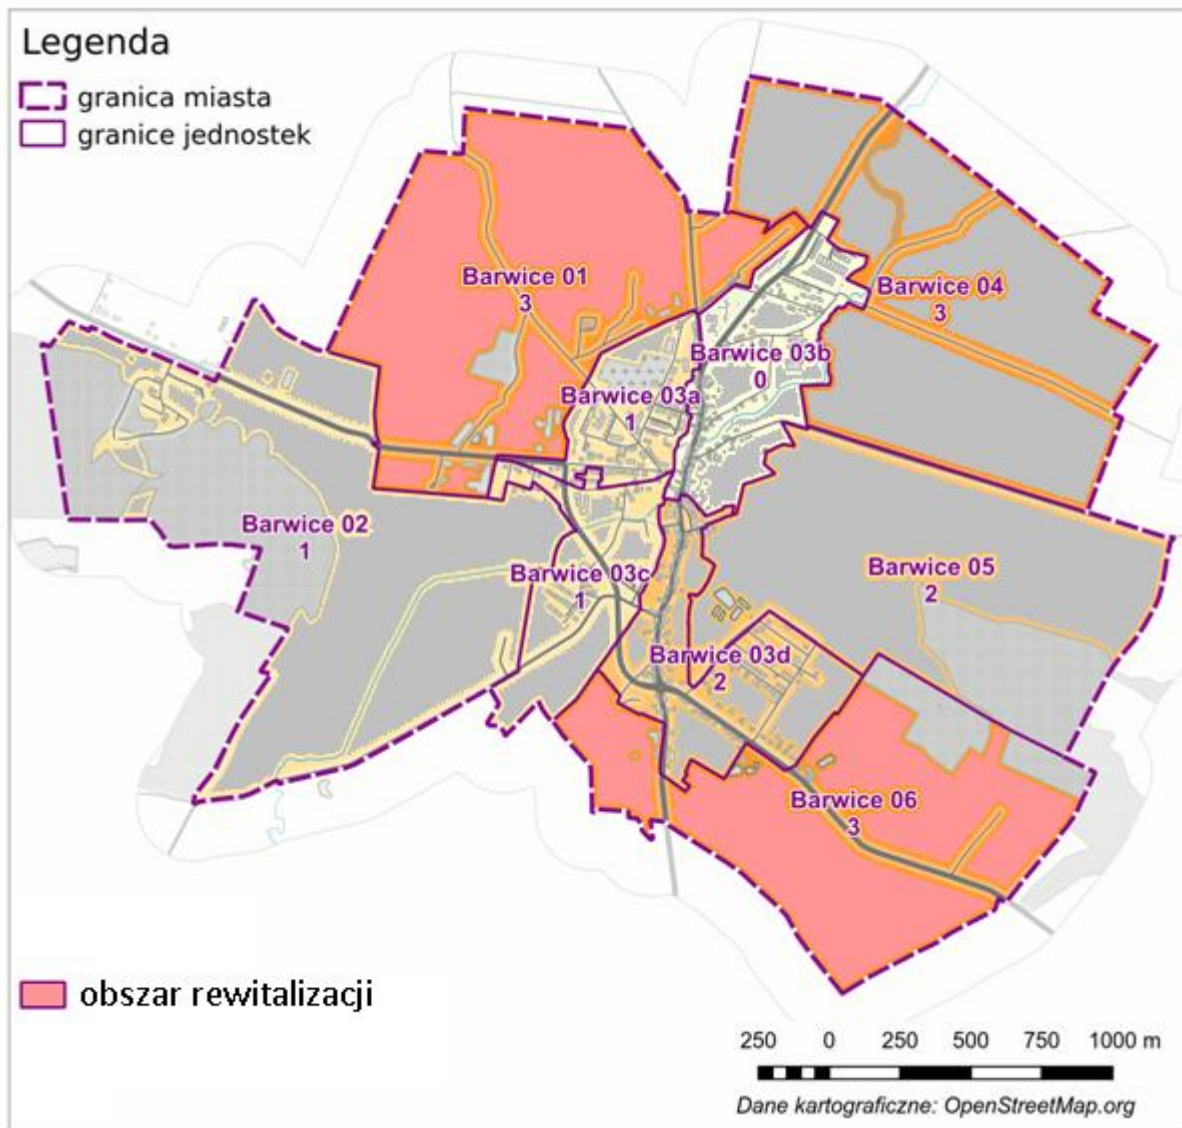 Legenda
granica miasta
granice jednostek
Barwice 01
3
Barwice 04
3
Barwice 03b
0
Barwice 03a
1
Barwice 02
1
Barwice 03c
1
Barwice 05
2
Barwice 03d
2
Barwice 06
3
obszar rewitalizacji
250 0 250 500 750 1000 m
Dane kartograficzne: OpenStreetMap.org